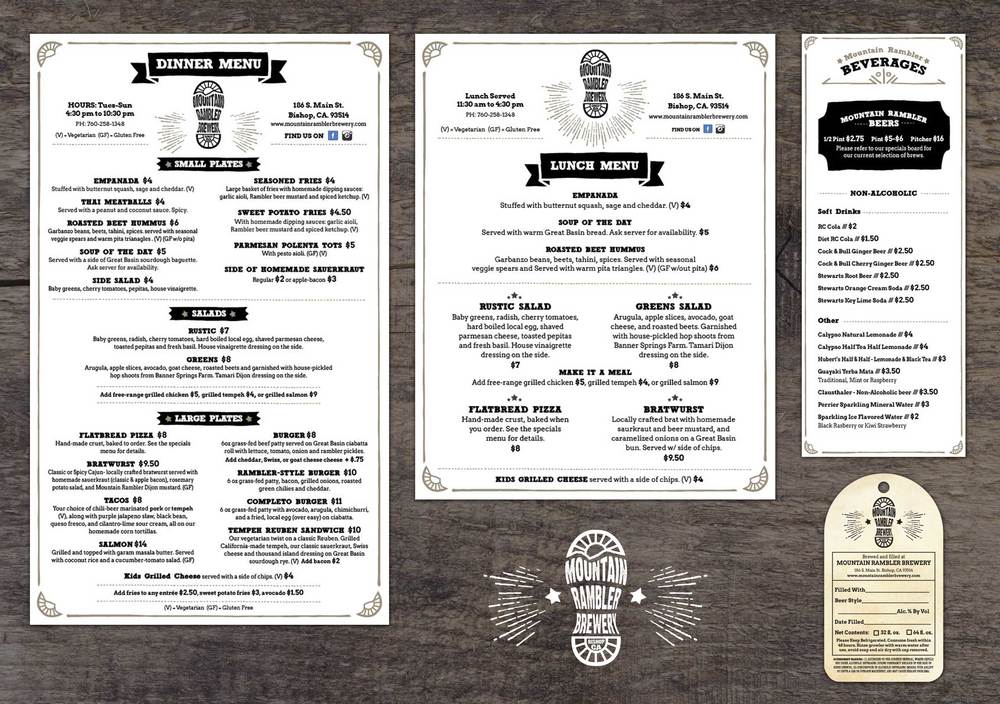 DINNER MENU
HOURS: Tues-Sun
4:30 pm to 10:30 pm
PH: 760-258-1348
(V) = Vegetarian (GF) = Gluten Free
MOUNTAIN
RAMBLER
BREWERY
186 S. Main St.
Bishop, CA. 93514
www.mountainramblerbrewery.com
FIND US ON
SMALL PLATES
EMPANADA $4
Stuffed with butternut squash, sage and cheddar. (V)
THAI MEATBALLS $4
Served with a peanut and coconut sauce. Spicy.
ROASTED BEET HUMMUS $6
Garbanzo beans, beets, tahini, spices. served with seasonal
veggie spears and warm pita trianagles. (V) (GF w/o pita)
SOUP OF THE DAY $5
Served with a side of Great Basin sourdough baguette.
Ask server for availability.
SIDE SALAD $4
Baby greens, cherry tomatoes, pepitas, house vinaigrette.
SEASONED FRIES $4
Large basket of fries with homemade dipping sauces:
garlic aioli, Rambler beer mustard and spiced ketchup. (V)
SWEET POTATO FRIES $4.50
With homemade dipping sauces: garlic aioli,
Rambler beer mustard and spiced ketchup. (V)
PARMESAN POLENTA TOTS $5
With pesto aioli. (GF) (V)
SIDE OF HOMEMADE SAUERKRAUT
Regular $2 or apple-bacon $3
SALADS
RUSTIC $7
Baby greens, radish, cherry tomatoes, hard boiled local egg, shaved parmesan cheese,
toasted pepitas and fresh basil. House vinaigrette dressing on the side.
GREENS $8
Arugula, apple slices, avocado, goat cheese, roasted beets and garnished with house-pickled
hop shoots from Banner Springs Farm. Tamari Dijon dressing on the side.
Add free-range grilled chicken $5, grilled tempeh $4, or grilled salmon $9
LARGE PLATES
FLATBREAD PIZZA $8
Hand-made crust, baked to order. See the specials
menu for details.
BRATWURST $9.50
Classic or Spicy Cajun- locally crafted bratwurst served with
homemade sauerkraut (classic & apple bacon), rosemary
potato salad, and Mountain Rambler Dijon mustard. (GF)
TACOS $8
Your choice of chili-beer marinated pork or tempeh
(V), along with purple jalapeno slaw, black bean,
queso fresco, and cilantro-lime sour cream, all on our
homemade corn tortillas.
SALMON $14
Grilled and topped with garam masala butter. Served
with coconut rice and a cucumber-tomato salad. (GF)
BURGER $8
6 oz grass-fed beef patty served on Great Basin ciabatta
roll with lettuce, tomato, onion and rambler pickles.
Add cheddar, Swiss, or goat cheese cheese + $.75
RAMBLER-STYLE BURGER $10
6 oz grass-fed patty, bacon, grilled onions, roasted
green chilies and cheddar.
COMPLETO BURGER $11
6 oz grass-fed patty with avocado, arugula, chimichurri,
and a fried, local egg (over easy) on ciabatta.
TEMPEH REUBEN SANDWICH $10
Our vegetarian twist on a classic Reuben. Grilled
California-made tempeh, our classic sauerkraut, Swiss
cheese and thousand island dressing on Great Basin
sourdough rye. (V) Add bacon $2
Kids Grilled Cheese served with a side of chips. (V) $4
Add fries to any entrée $2.50, sweet potato fries $3, avocado $1.50
(V) = Vegetarian (GF) = Gluten Free
Lunch Served
11:30 am to 4:30 pm
PH: 760-258-1348
(V) = Vegetarian (GF) = Gluten Free
MOUNTAIN
RAMBLER
BREWERY
186 S. Main St.
Bishop, CA. 93514
www.mountainramblerbrewery.com
FIND US ON
LUNCH MENU
EMPANADA
Stuffed with butternut squash, sage and cheddar. (V) $4
SOUP OF THE DAY
Served with warm Great Basin bread. Ask server for availability. $5
ROASTED BEET HUMMUS
Garbanzo beans, beets, tahini, spices. Served with seasonal
veggie spears and Served with warm pita triangles. (V) (GF w/out pita) $6
RUSTIC SALAD
Baby greens, radish, cherry tomatoes,
hard boiled local egg, shaved
parmesan cheese, toasted pepitas
and fresh basil. House vinaigrette
dressing on the side.
$7
GREENS SALAD
Arugula, apple slices, avocado, goat
cheese, and roasted beets. Garnished
with house-pickled hop shoots from
Banner Springs Farm. Tamari Dijon
dressing on the side.
$8
MAKE IT A MEAL
Add free-range grilled chicken $5, grilled tempeh $4, or grilled salmon $9
FLATBREAD PIZZA
Hand-made crust, baked when
you order. See the specials
menu for details.
$8
BRATWURST
Locally crafted brat with homemade
saurkraut and beer mustard, and
caramelized onions on a Great Basin
bun. Served w/ side of chips.
$9.50
KIDS GRILLED CHEESE served with a side of chips. (V) $4
MOUNTAIN
RAMBLER
BREWERY
BISHOP
CA
Mountain Rambler
BEVERAGES
MOUNTAIN RAMBLER
BEERS
1/2 Pint $2.75 Pint $5-$6 Pitcher $16
Please refer to our specials board for
our current selection of brews.
NON-ALCOHOLIC
Soft Drinks
RC Cola // $2
Diet RC Cola // $1.50
Cock & Bull Ginger Beer // $2.50
Cock & Bull Cherry Ginger Beer // $2.50
Stewarts Root Beer // $2.50
Stewarts Orange Cream Soda // $2.50
Stewarts Key Lime Soda // $2.50
Other
Calypso Natural Lemonade // $4
Calypso Half Tea Half Lemonade // $4
Hubert's Half & Half - Lemonade & Black Tea // $3
Guayaki Yerba Mata // $3.50
Traditional, Mint or Raspberry
Clausthaler - Non-Alcoholic beer // $3.50
Perrier Sparkling Mineral Water // $3
Sparkling Ice Flavored Water // $2
Black Rasberry or Kiwi Strawberry
MOUNTAIN
RAMBLER
BREWERY
Brewed and filled at
MOUNTAIN RAMBLER BREWERY
186 S. Main St. Bishop, CA 93514
www.mountainramblerbrewery.com
Filled With
Beer Style
Alc.% By Vol
Date Filled
Net Contents: 32 fl. oz. 64 fl. oz.
Please Keep Refrigerated. Consume fresh within
48 hours. Rinse growler with warm water after
use, avoid soap and air dry with cap removed.